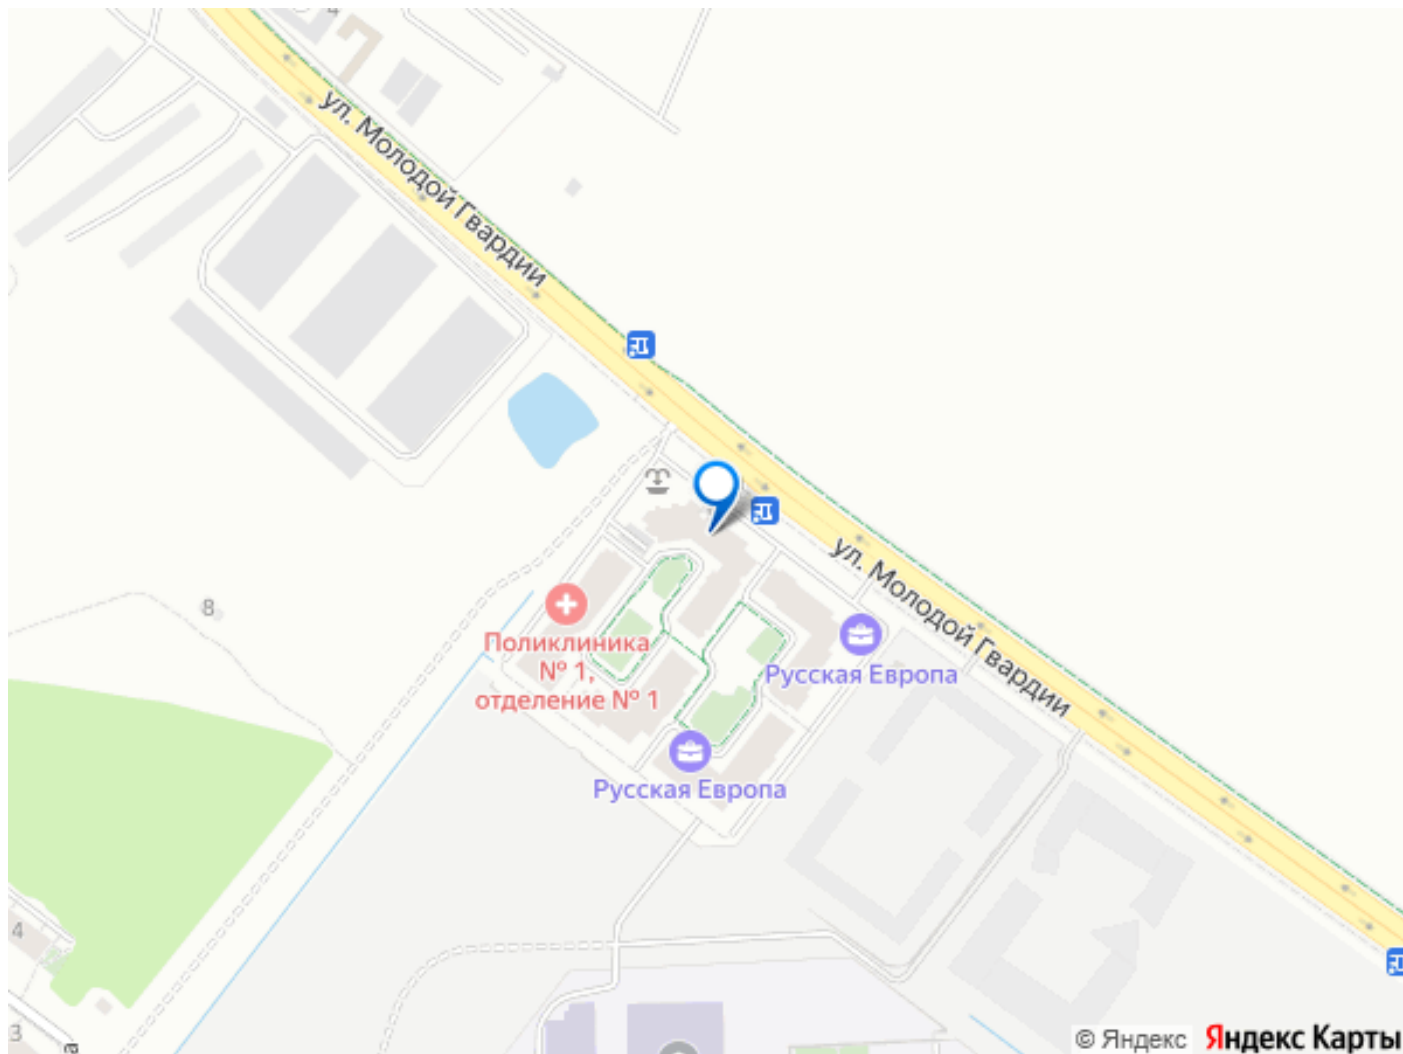 4
ул. Молодой Гвардии
8
Поликлиника
№ 1,
отделение № 1
ул. Молодой Гвардии
Русская Европа
Русская Европа
4
3
а
© Яндекс Яндекс Карты